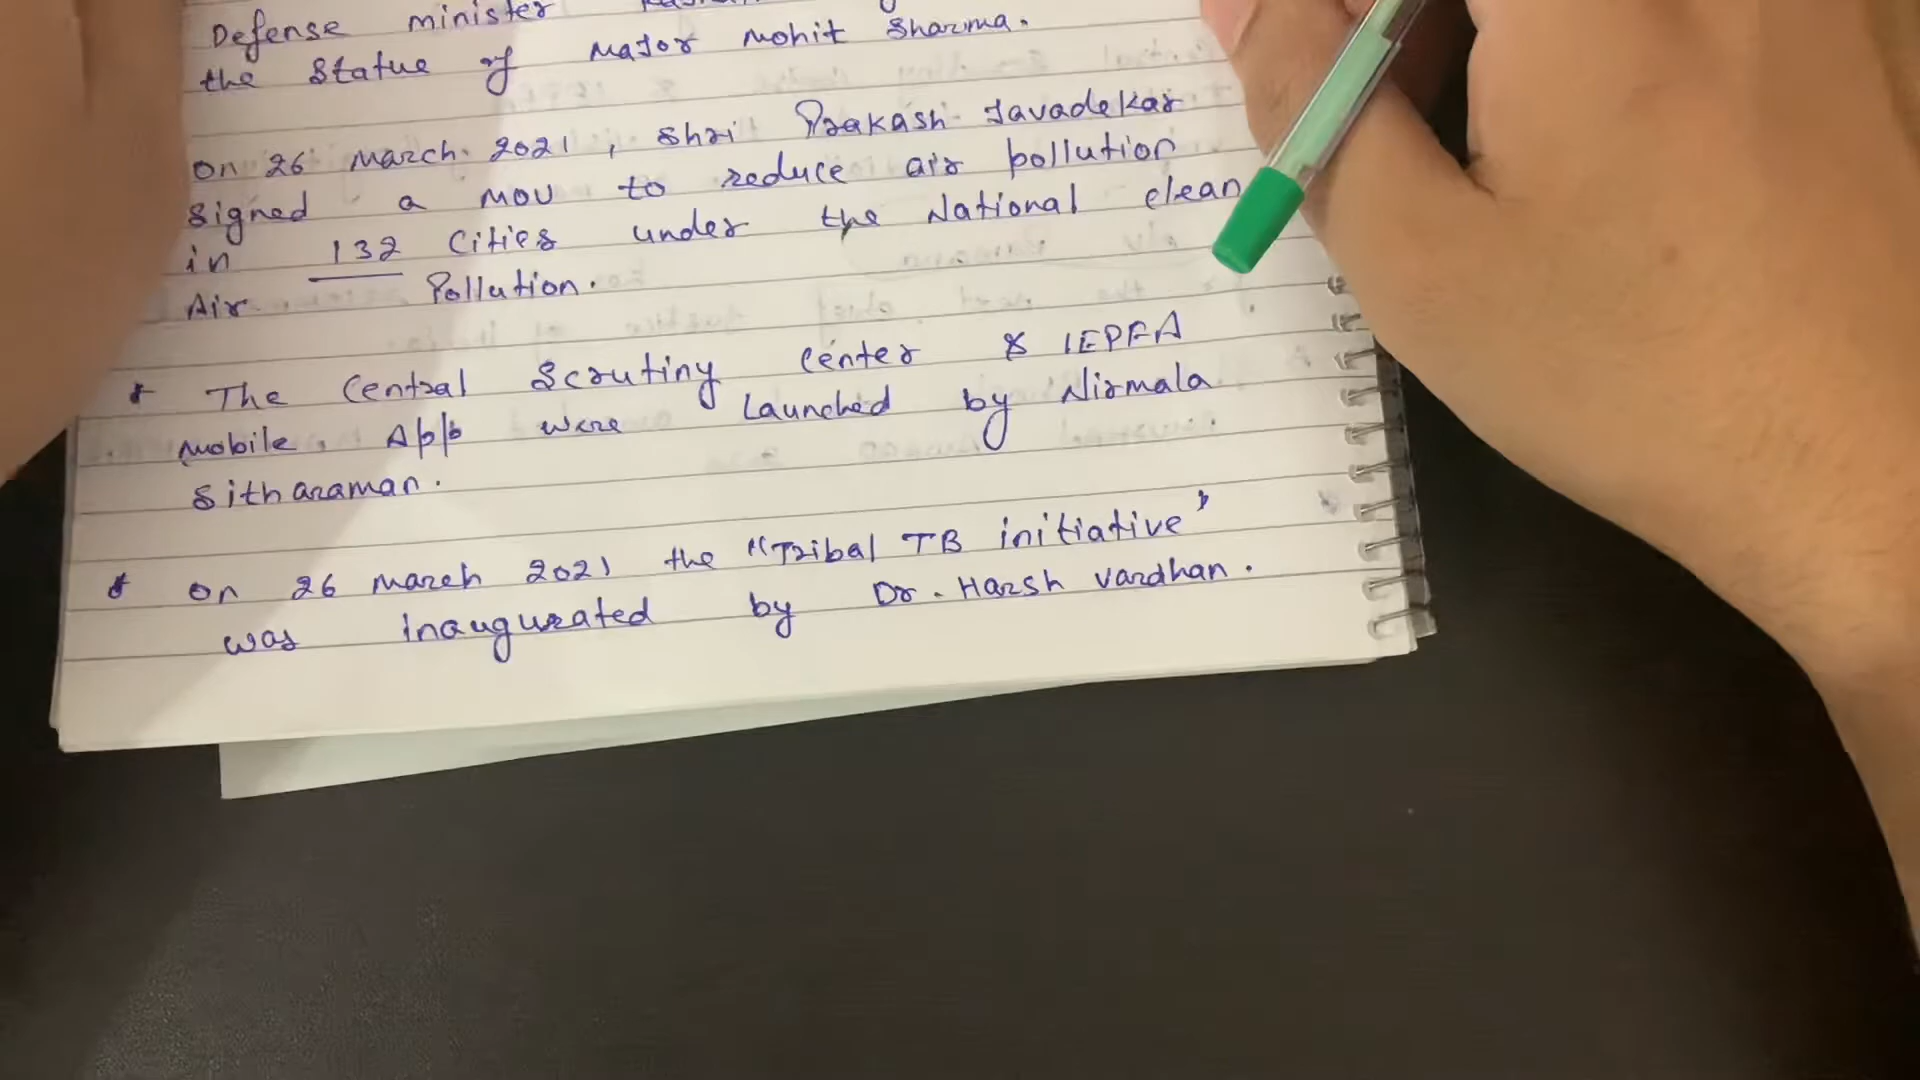 Defense minister
the Statue of Major Mohit Sharma.
on 26 March. 2021, Shri Prakash Javadekar
signed a MOU to reduce air pollution
in 132 Cities under the National clean
Air Pollution.
* The Central Scrutiny Center & IEPFA
mobile App were Launched by Nirmala
Sitharaman.
* on 26 March 2021 the "Tribal TB initiative"
was inaugurated by Dr. Harsh vardhan.